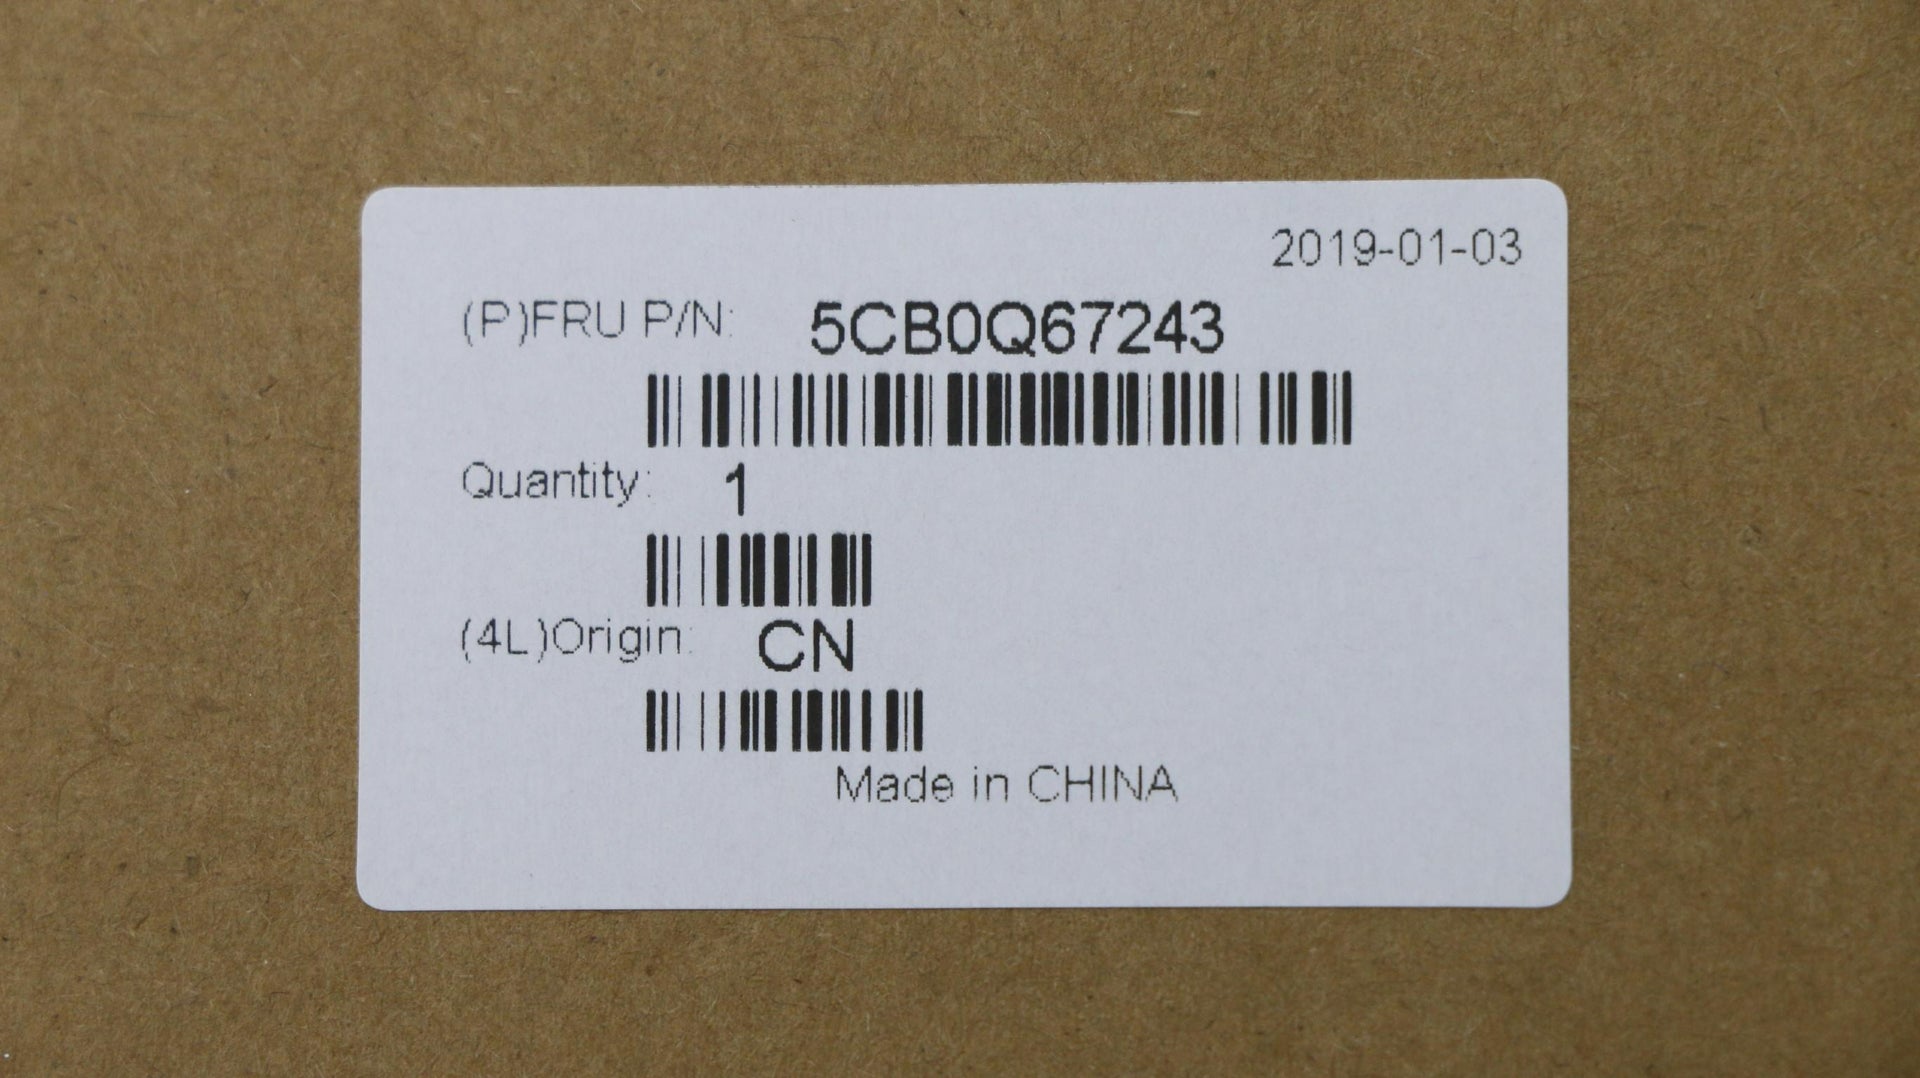 2019-01-03
(P)FRU P/N: 5CB0Q67243
Quantity: 1
(4L)Origin: CN
Made in CHINA